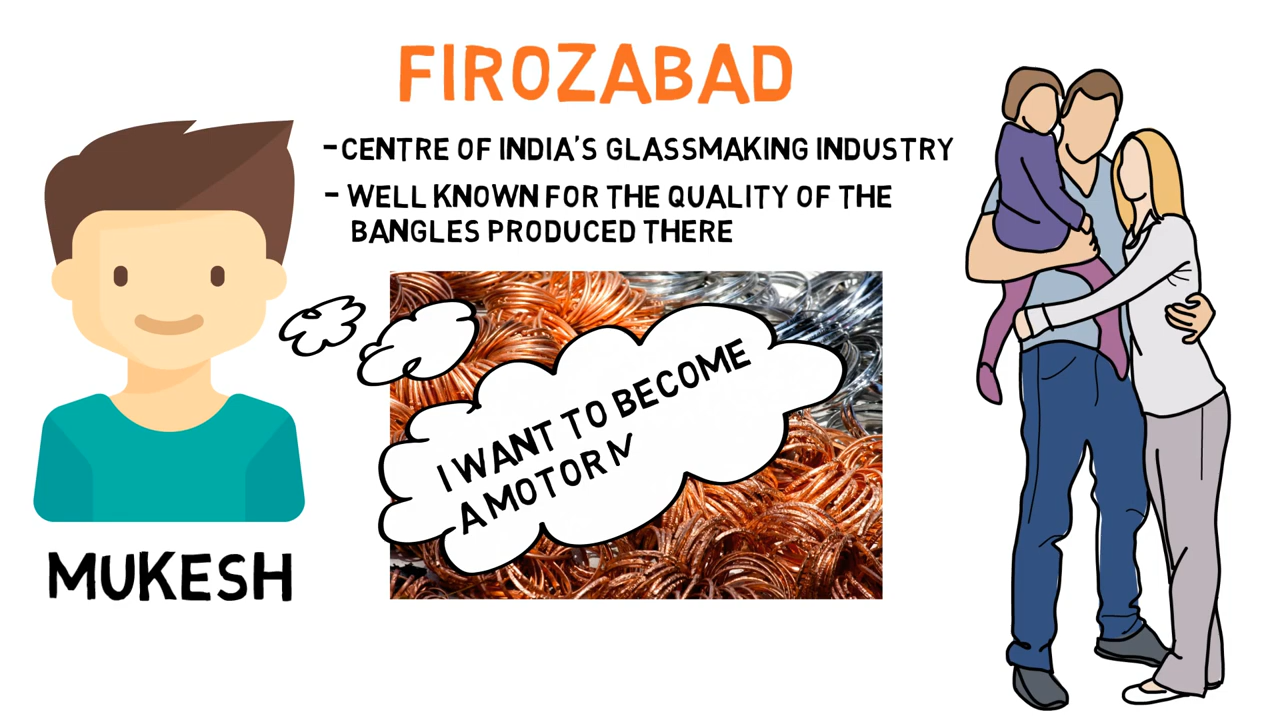 FIROZABAD
-CENTRE OF INDIA'S GLASSMAKING INDUSTRY
- WELL KNOWN FOR THE QUALITY OF THE
BANGLES PRODUCED THERE
I WANT TO BECOME
A MOTOR
MUKESH